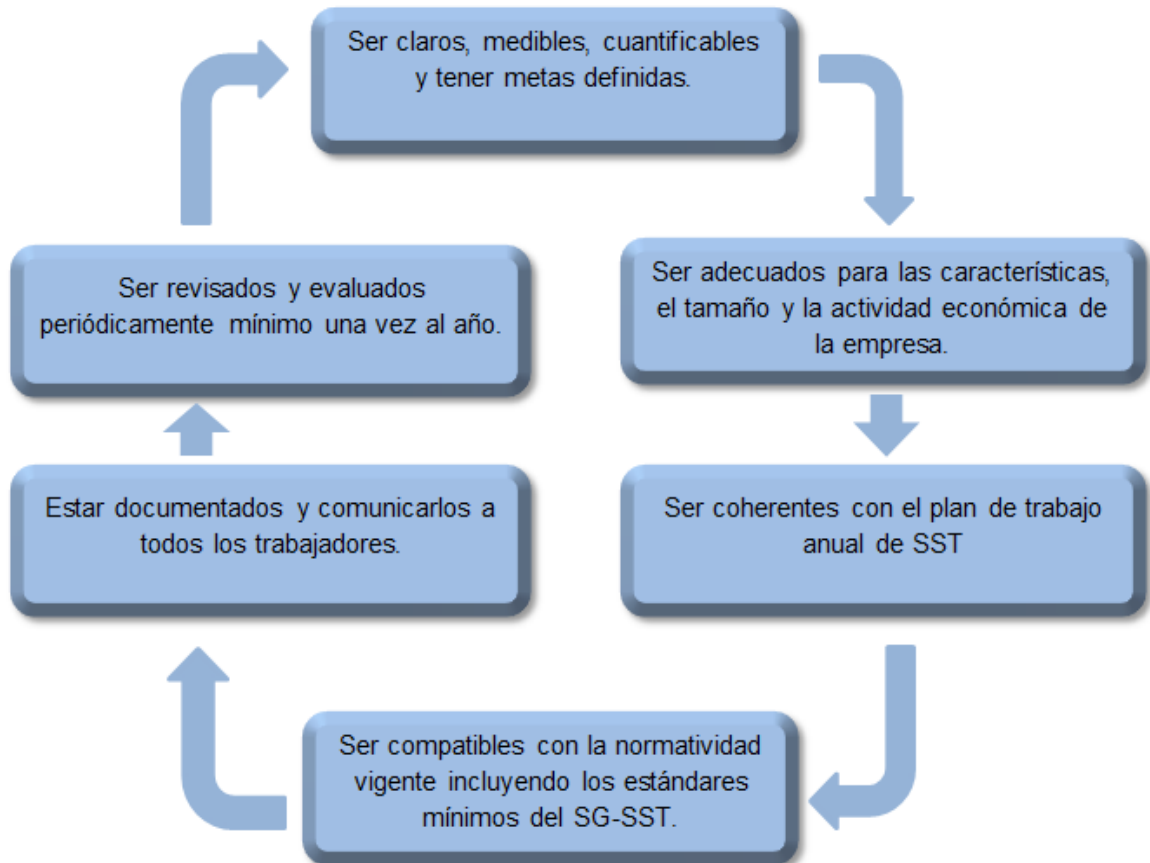 Ser claros, medibles, cuantificables
y tener metas definidas.
Ser adecuados para las características,
el tamaño y la actividad económica de
la empresa.
Ser coherentes con el plan de trabajo
anual de SST
Ser compatibles con la normatividad
vigente incluyendo los estándares
mínimos del SG-SST.
Estar documentados y comunicarlos a
todos los trabajadores.
Ser revisados y evaluados
periódicamente mínimo una vez al año.